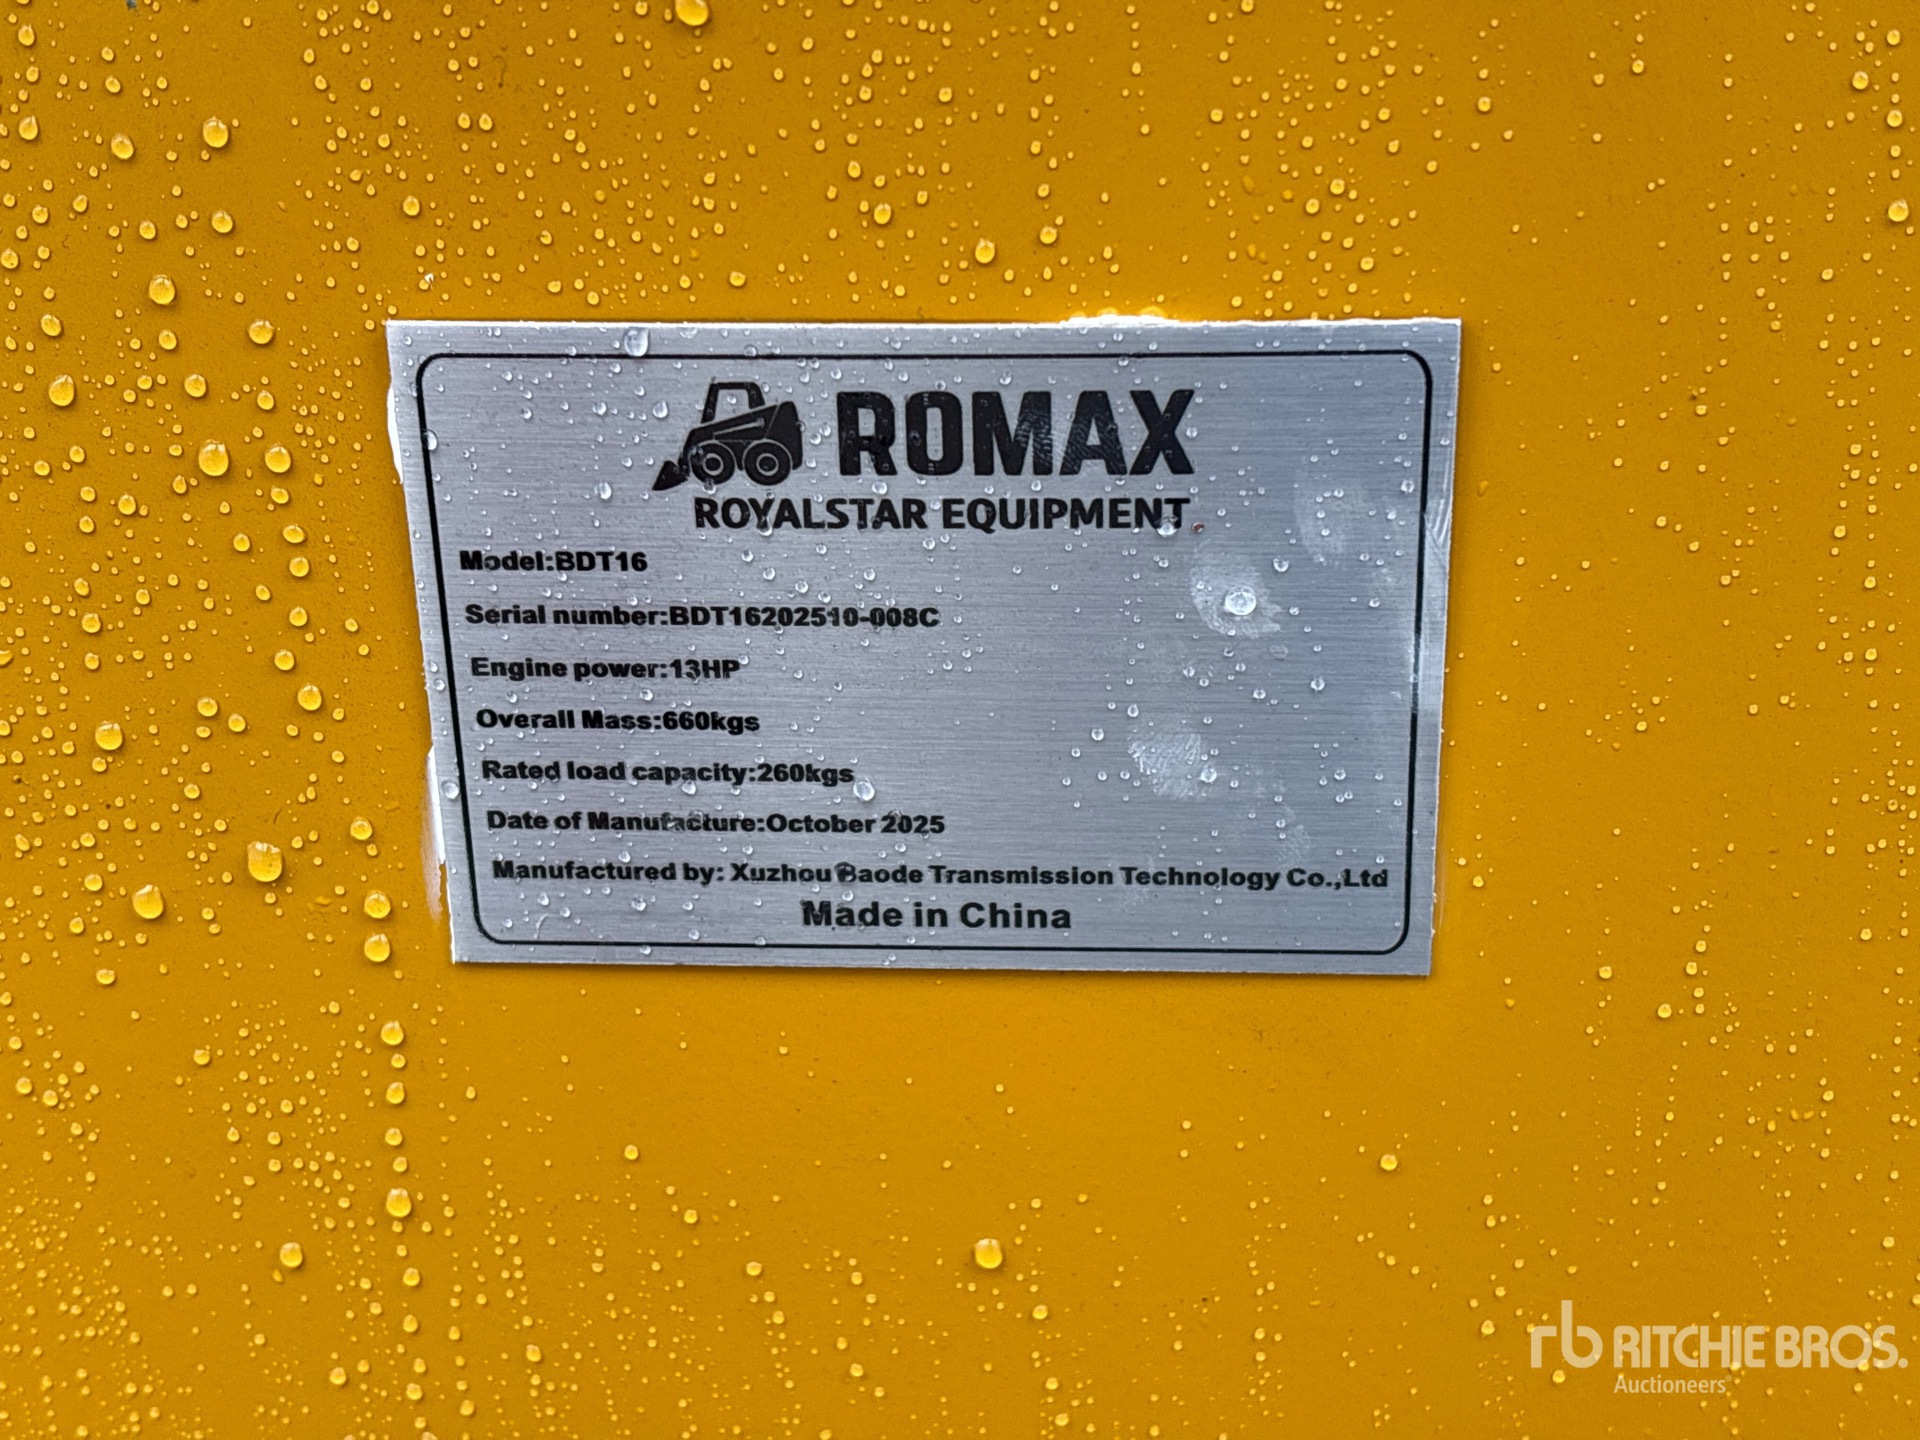 ROMAX
ROYALSTAR EQUIPMENT
Model:BDT16
Serial number:BDT16202510-008C
Engine power:13HP
Overall Mass:660kgs
Rated load capacity:260kgs
Date of Manufacture:October 2025
Manufactured by: Xuzhou Baode Transmission Technology Co.,Ltd
Made in China
rb RITCHIE BROS.
Auctioneers